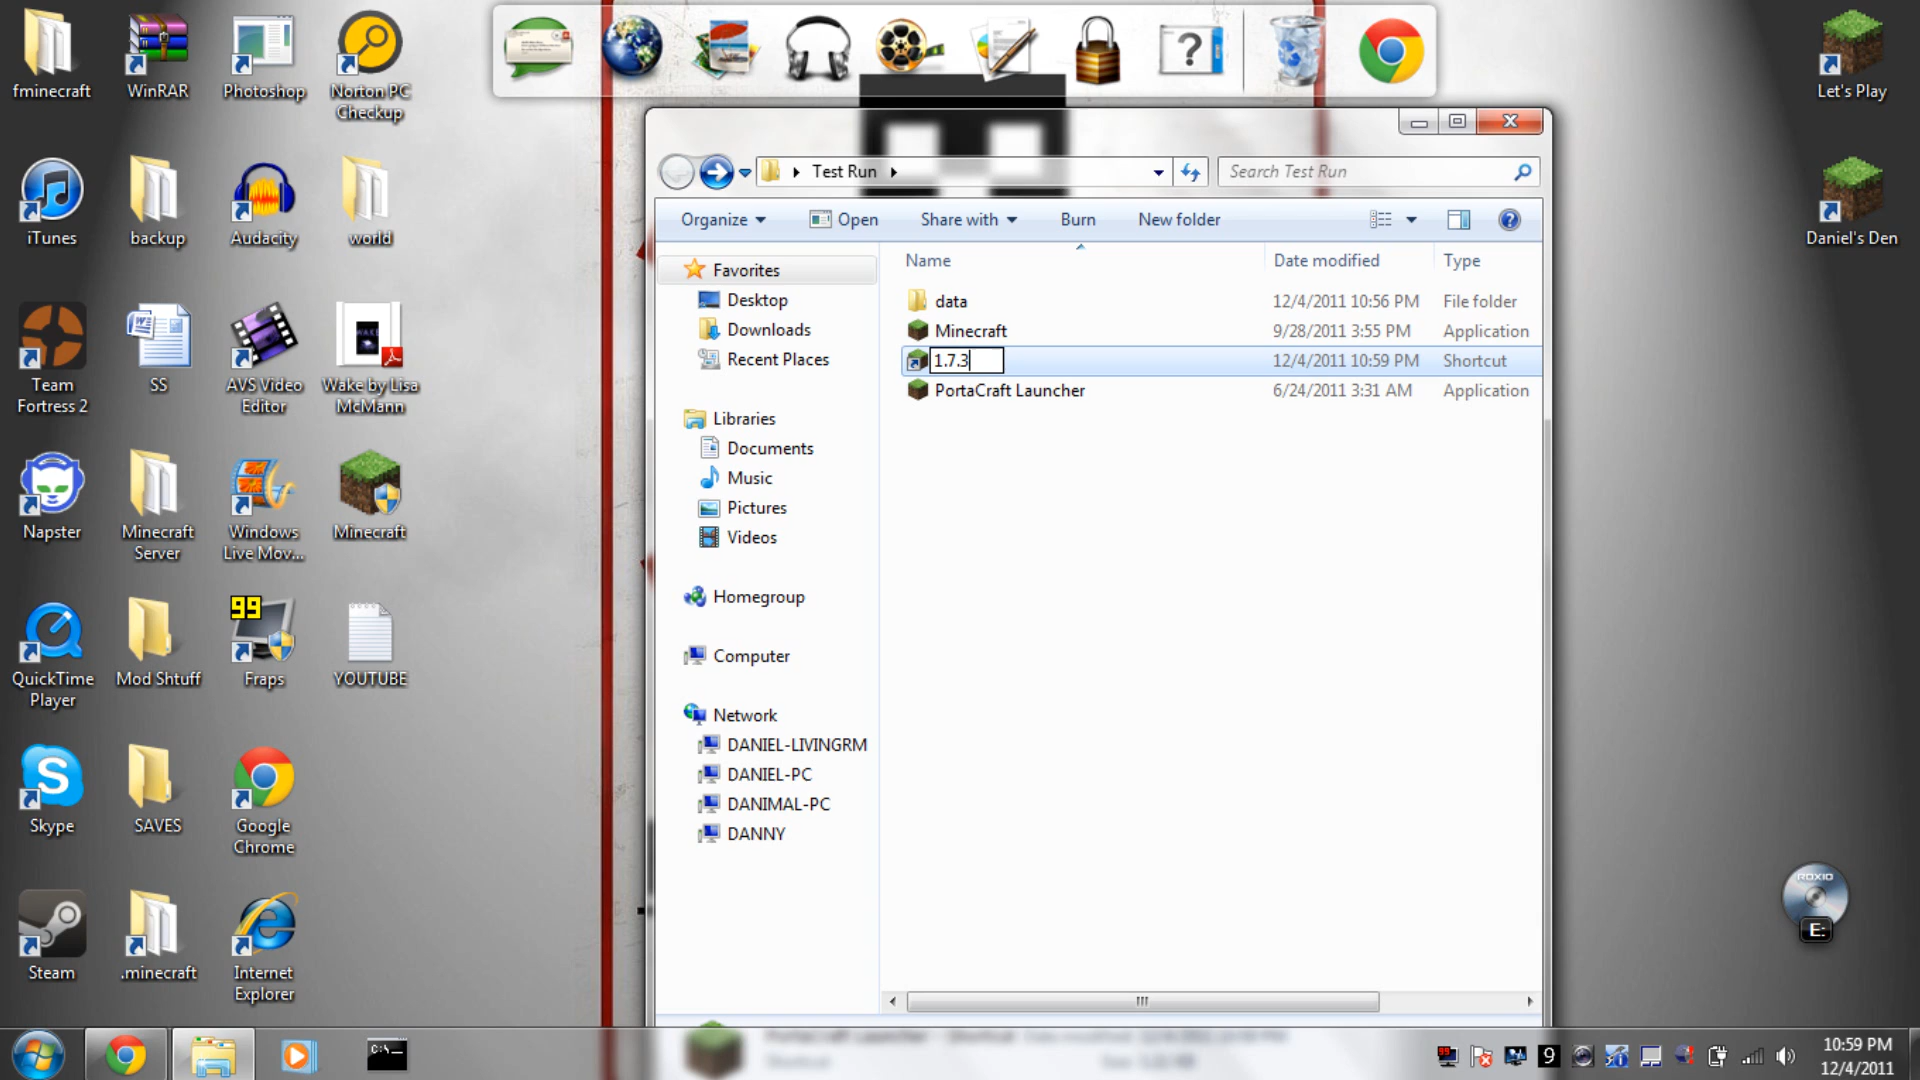 fminecraft
WinRAR
Photoshop
Norton PC
Checkup
iTunes
backup
Audacity
world
Team
Fortress 2
SS
AVS Video
Editor
WAKE
Wake by Lisa
McMann
Napster
Minecraft
Server
Windows
Live Mov...
Minecraft
QuickTime
Player
Mod Shtuff
99
Fraps
YOUTUBE
Skype
SAVES
Google
Chrome
Steam
.minecraft
Internet
Explorer
Let's Play
Daniel's Den
ROXIO
E:
Test Run
Search Test Run
Organize
Open
Share with
Burn
New folder
Name
Date modified
Type
data
12/4/2011 10:56 PM
File folder
Minecraft
9/28/2011 3:55 PM
Application
1.7.3
12/4/2011 10:59 PM
Shortcut
PortaCraft Launcher
6/24/2011 3:31 AM
Application
Favorites
Desktop
Downloads
Recent Places
Libraries
Documents
Music
Pictures
Videos
Homegroup
Computer
Network
DANIEL-LIVINGRM
DANIEL-PC
DANIMAL-PC
DANNY
C:\
9
10:59 PM
12/4/2011